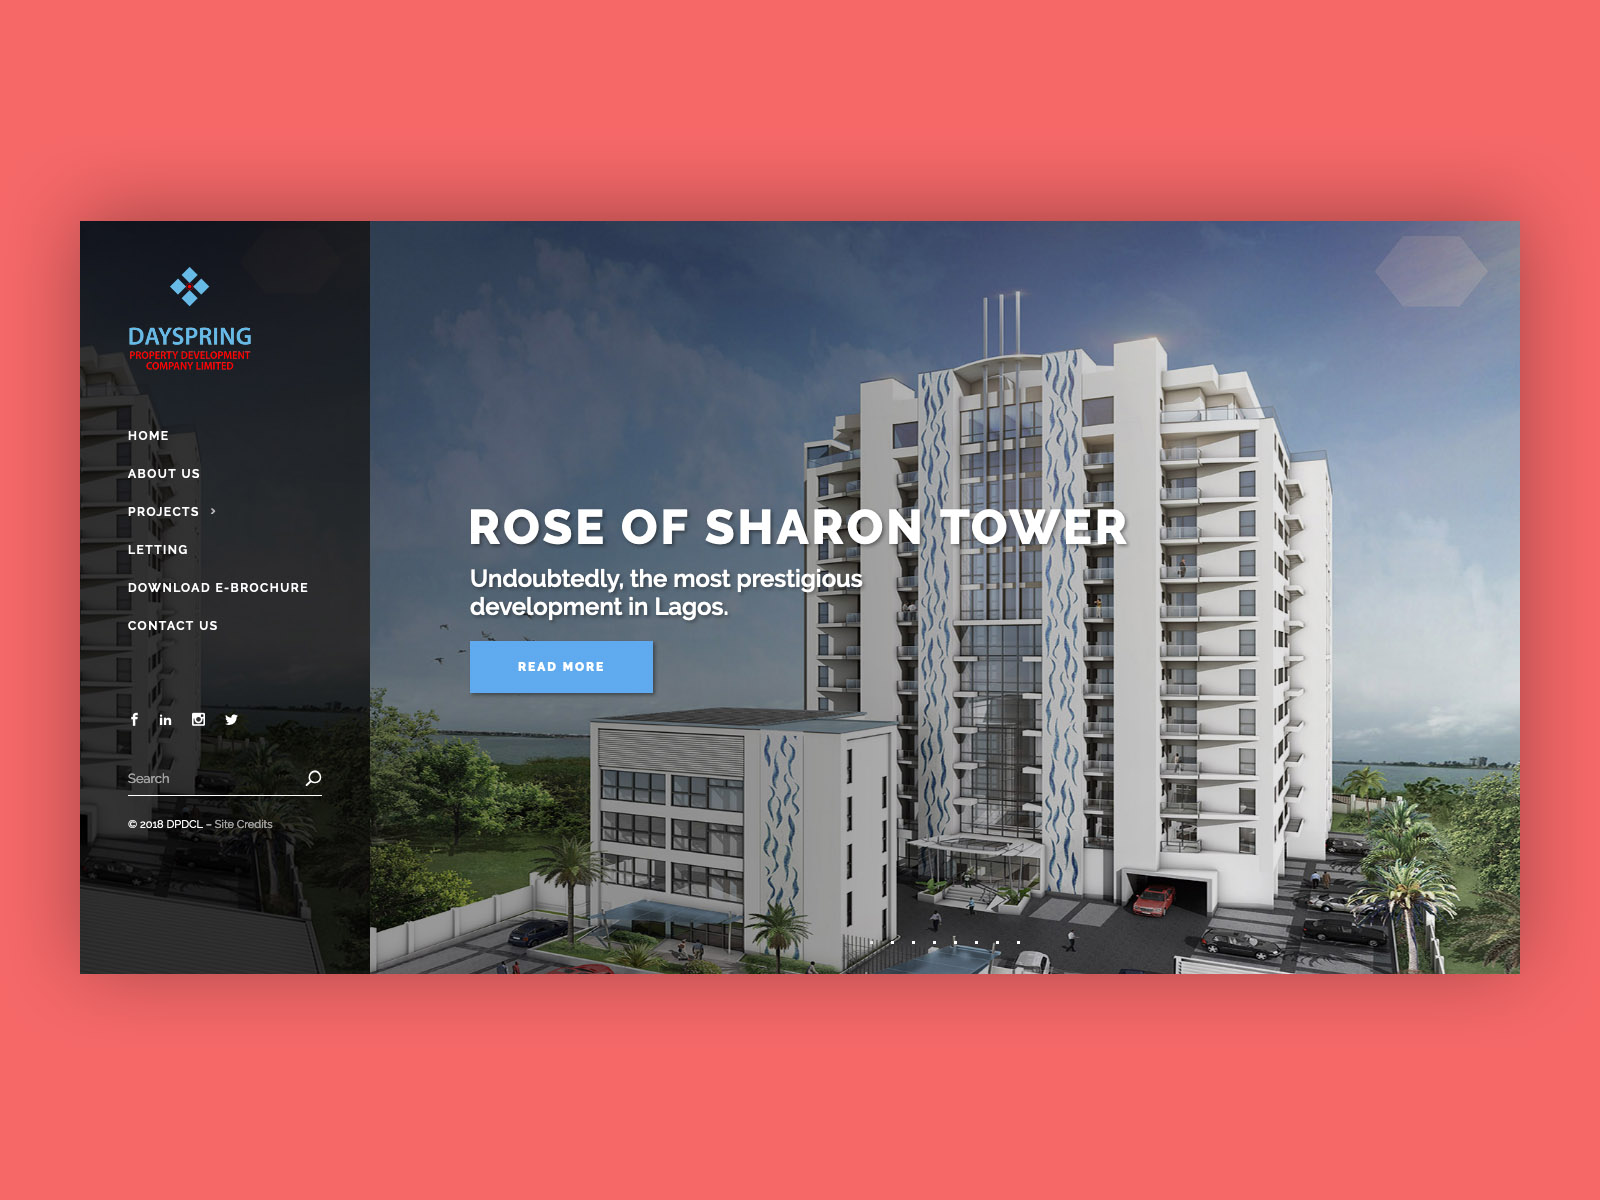 DAYSPRING
PROPERTY DEVELOPMENT
COMPANY LIMITED
HOME
ABOUT US
PROJECTS ›
LETTING
DOWNLOAD E-BROCHURE
CONTACT US
Search
© 2018 DPDCL – Site Credits
ROSE OF SHARON TOWER
Undoubtedly, the most prestigious
development in Lagos.
READ MORE